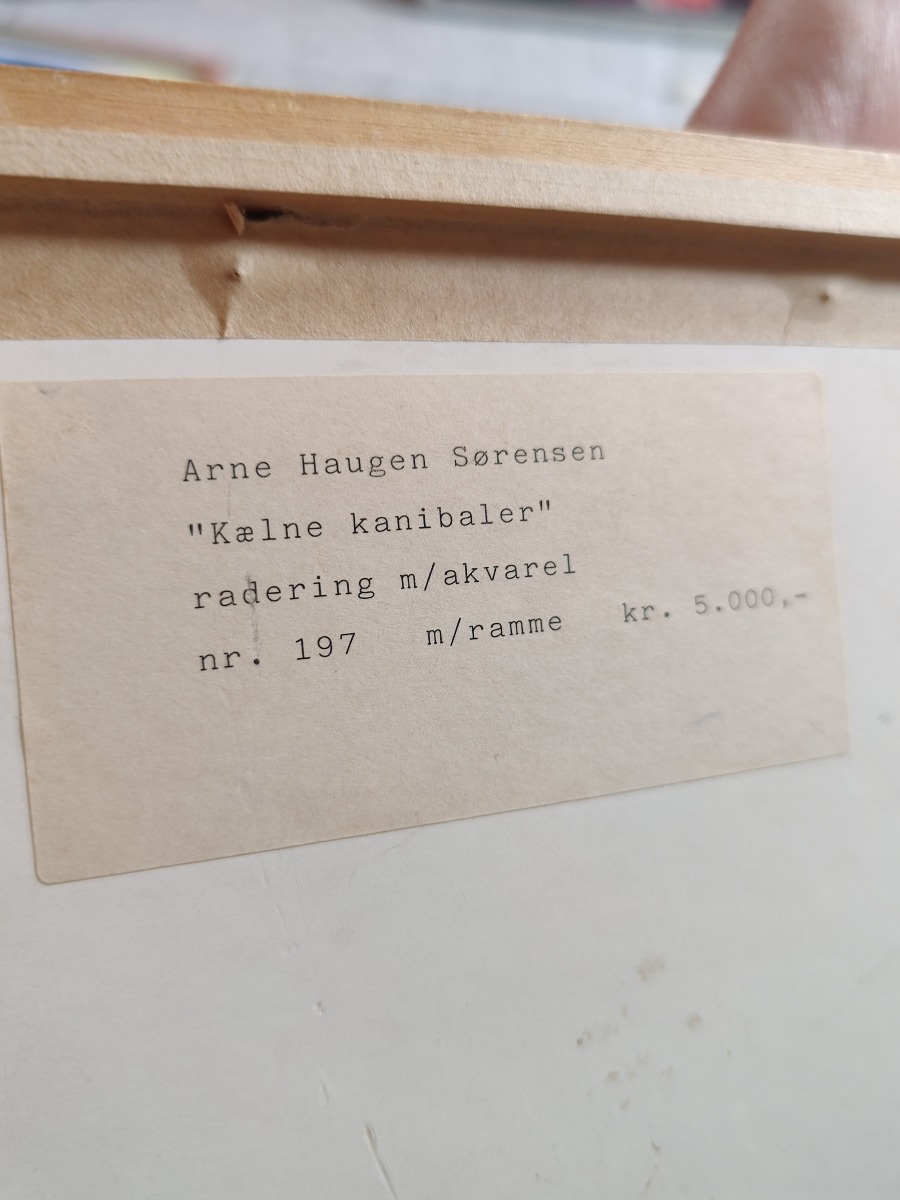 Arne Haugen Sørensen
"Kælne kanibaler"
radering m/akvarel
nr. 197 m/ramme kr. 5.000,-